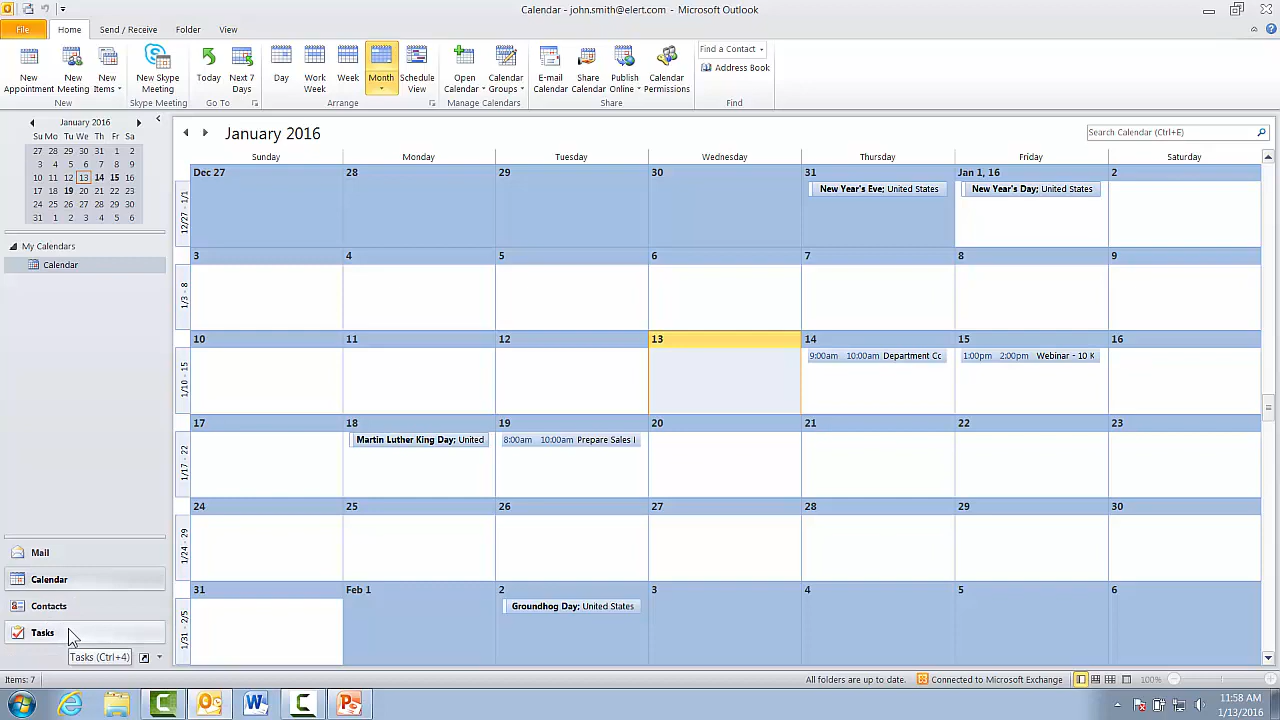 Calendar - john.smith@elert.com - Microsoft Outlook
File Home Send / Receive Folder View
New Appointment New Meeting New Items New Skype Meeting Today Next 7 Days Day Work Week Week Month Schedule View Open Calendar Calendar Groups E-mail Calendar Share Calendar Publish Online Calendar Permissions Find a Contact Address Book
New Skype Meeting Go To Arrange Manage Calendars Share Find
January 2016
Su Mo Tu We Th Fr Sa
27 28 29 30 31 1 2
3 4 5 6 7 8 9
10 11 12 13 14 15 16
17 18 19 20 21 22 23
24 25 26 27 28 29 30
31 1 2 3 4 5 6
My Calendars
Calendar
Mail
Calendar
Contacts
Tasks
Tasks (Ctrl+4)
January 2016 Search Calendar (Ctrl+E)
Sunday Monday Tuesday Wednesday Thursday Friday Saturday
12/27 - 1/1
Dec 27 28 29 30 31 Jan 1, 16 2
New Year's Eve; United States New Year's Day; United States
1/3 - 8
3 4 5 6 7 8 9
1/10 - 15
10 11 12 13 14 15 16
9:00am 10:00am Department Cc 1:00pm 2:00pm Webinar - 10 K
1/17 - 22
17 18 19 20 21 22 23
Martin Luther King Day; United 8:00am 10:00am Prepare Sales
1/24 - 29
24 25 26 27 28 29 30
1/31 - 2/5
31 Feb 1 2 3 4 5 6
Groundhog Day; United States
Items: 7 All folders are up to date. Connected to Microsoft Exchange 100%
11:58 AM
1/13/2016